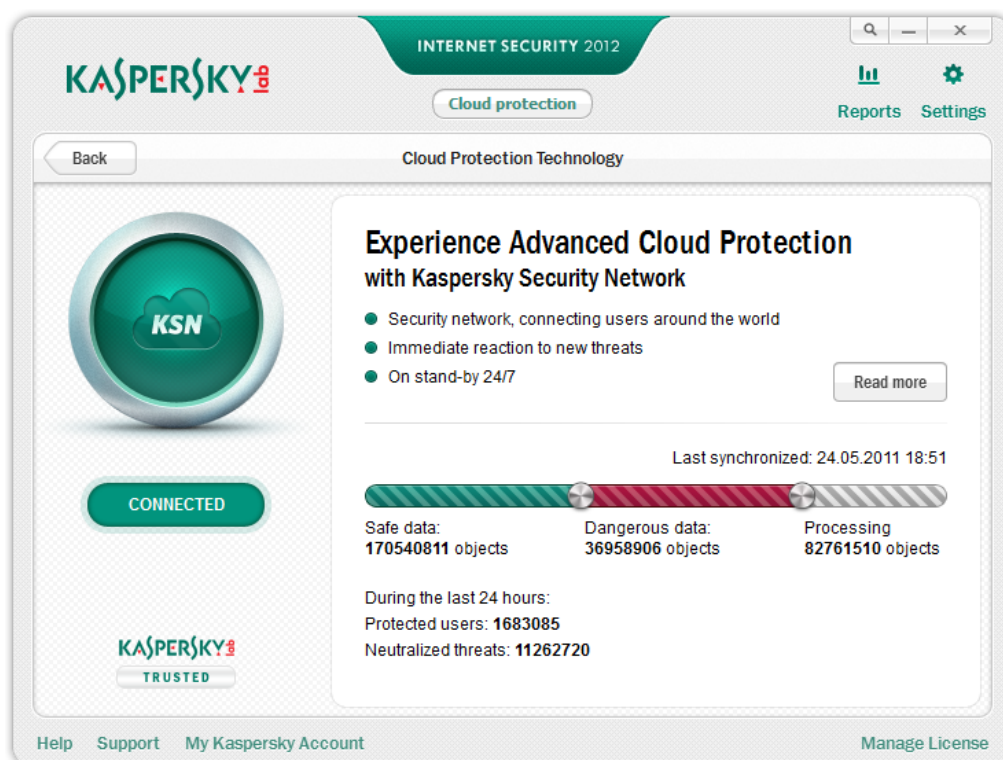 INTERNET SECURITY 2012
KASPERSKY lab
Cloud protection
Reports Settings
Back
Cloud Protection Technology
KSN
CONNECTED
KASPERSKY lab
TRUSTED
Experience Advanced Cloud Protection
with Kaspersky Security Network
Security network, connecting users around the world
Immediate reaction to new threats
On stand-by 24/7
Read more
Last synchronized: 24.05.2011 18:51
Safe data: Dangerous data: Processing
170540811 objects 36958906 objects 82761510 objects
During the last 24 hours:
Protected users: 1683085
Neutralized threats: 11262720
Help Support My Kaspersky Account Manage License